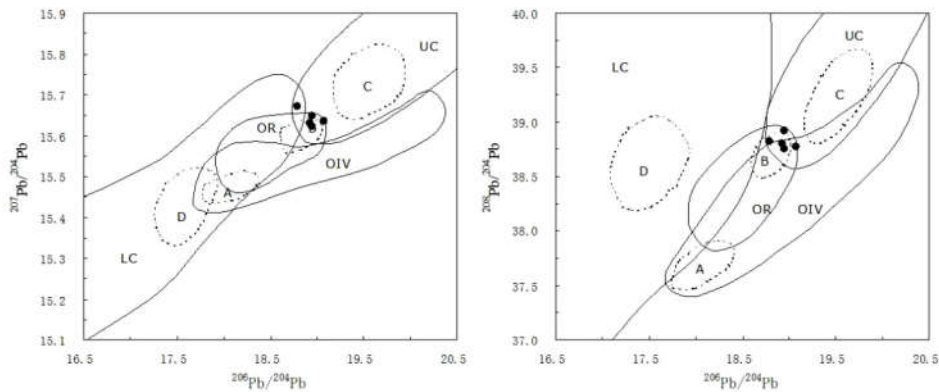 15.9
15.8
15.7
15.6
15.5
15.4
15.3
15.2
15.1
16.5 17.5 18.5 19.5 20.5
²⁰⁷Pb/²⁰⁴Pb
²⁰⁶Pb/²⁰⁴Pb
UC
C
OR
OIV
A
D
LC
40.0
39.5
39.0
38.5
38.0
37.5
37.0
16.5 17.5 18.5 19.5 20.5
²⁰⁸Pb/²⁰⁴Pb
²⁰⁶Pb/²⁰⁴Pb
UC
LC
C
B
D
OR OIV
A